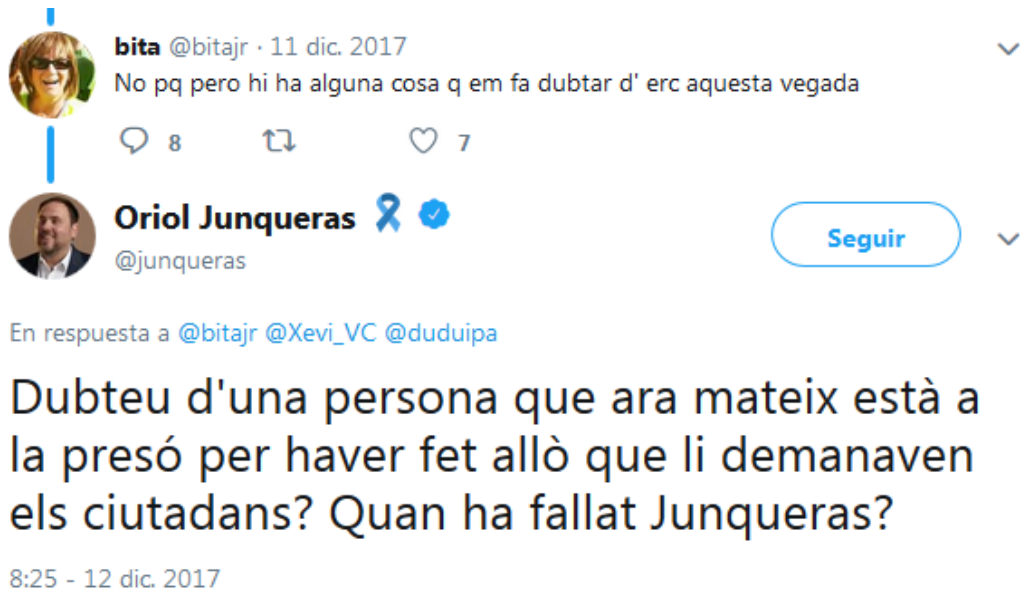 bita @bitajr · 11 dic. 2017
No pq pero hi ha alguna cosa q em fa dubtar d' erc aquesta vegada
8 7
Oriol Junqueras
@junqueras
Seguir
En respuesta a @bitajr @Xevi_VC @duduipa
Dubteu d'una persona que ara mateix està a
la presó per haver fet allò que li demanaven
els ciutadans? Quan ha fallat Junqueras?
8:25 - 12 dic. 2017